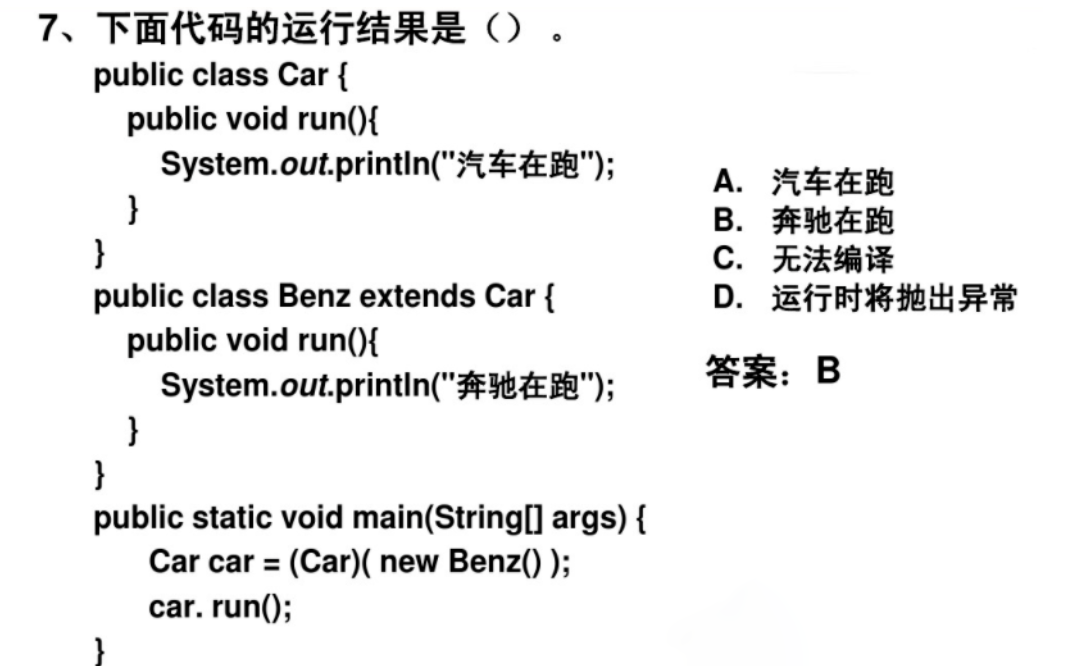 7、下面代码的运行结果是（）。
public class Car {
public void run(){
System.out.println("汽车在跑");
}
}
public class Benz extends Car {
public void run(){
System.out.println("奔驰在跑");
}
}
public static void main(String[] args) {
Car car = (Car)( new Benz() );
car. run();
}
A. 汽车在跑
B. 奔驰在跑
C. 无法编译
D. 运行时将抛出异常
答案：B